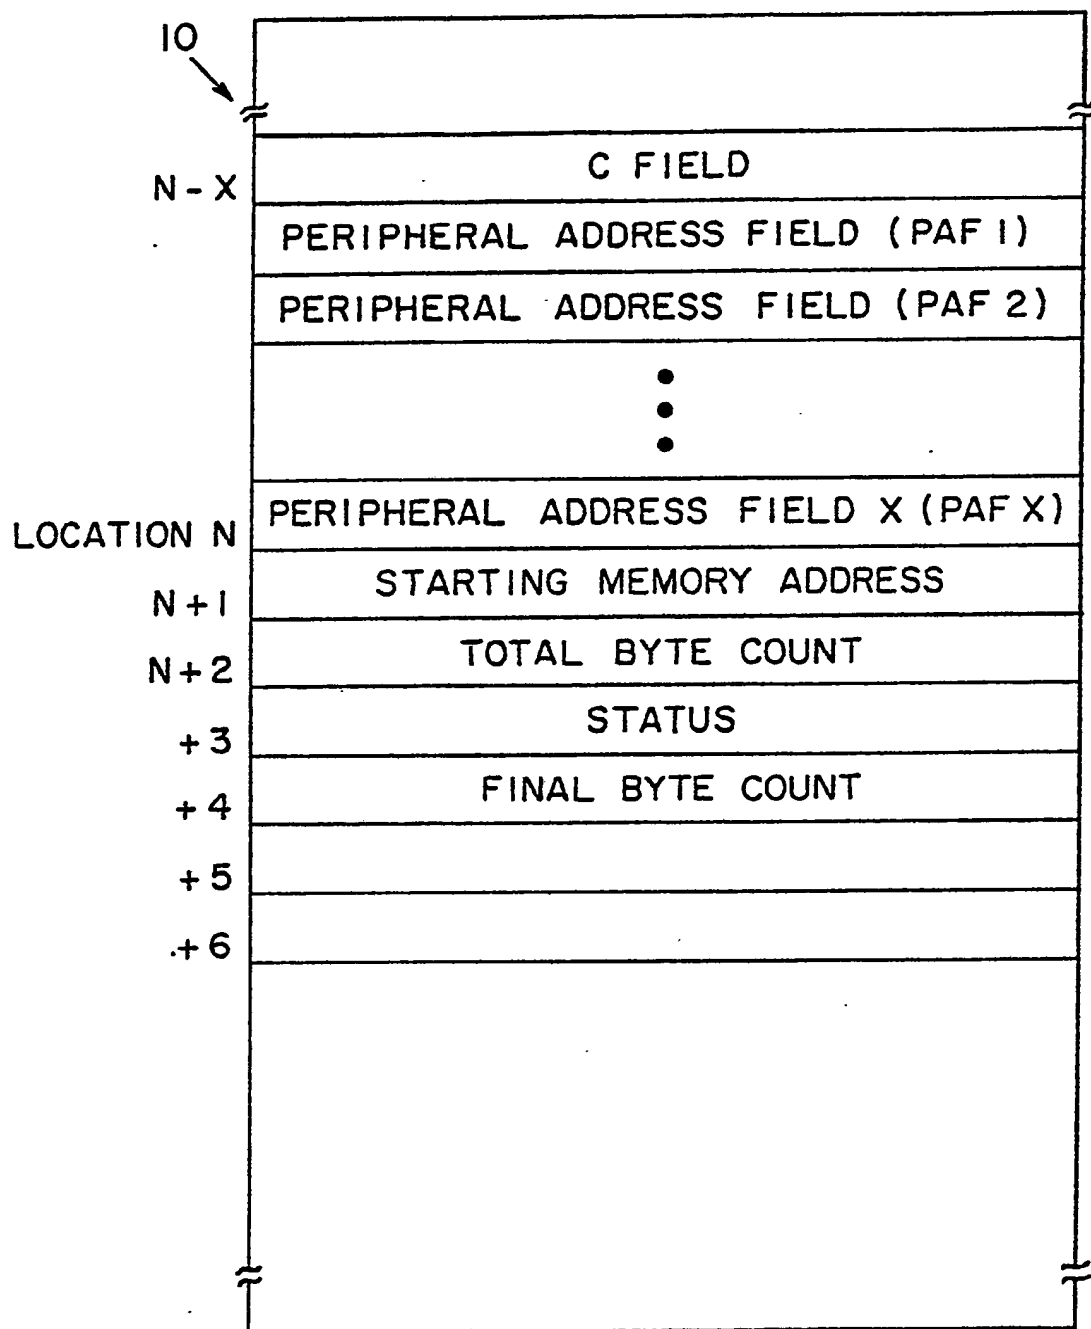 10
C FIELD
N-X
PERIPHERAL ADDRESS FIELD (PAF 1)
PERIPHERAL ADDRESS FIELD (PAF 2)
PERIPHERAL ADDRESS FIELD X (PAF X)
LOCATION N
STARTING MEMORY ADDRESS
N+1
TOTAL BYTE COUNT
N+2
STATUS
+3
FINAL BYTE COUNT
+4
+5
+6